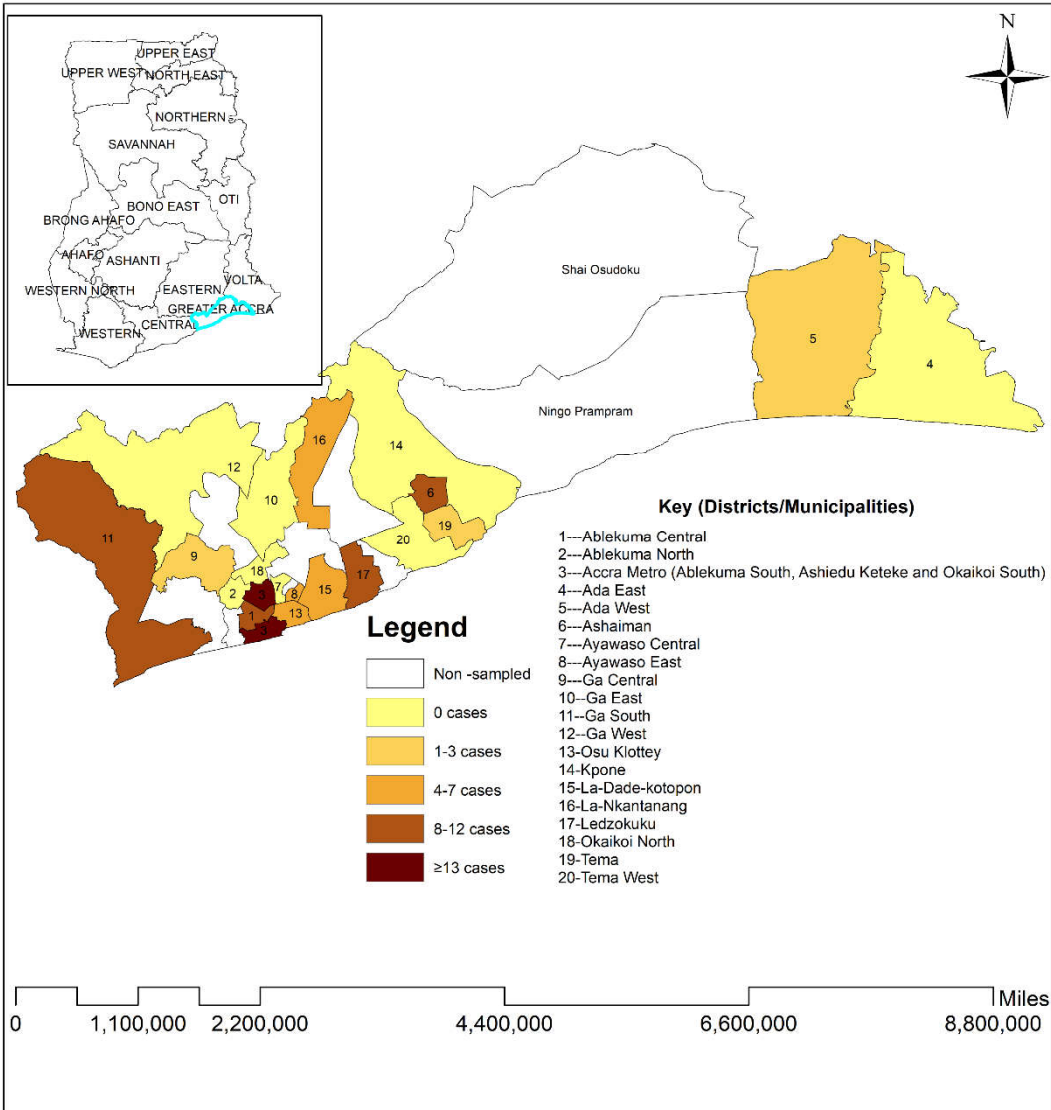 UPPER EAST
UPPER WEST
NORTH EAST
NORTHERN
SAVANNAH
OTI
BONO EAST
BRONG AHAFO
AHAFO
ASHANTI
VOLTA
WESTERN NORTH
EASTERN
GREATER ACCRA
CENTRAL
WESTERN
N
Shai Osudoku
5
4
Ningo Prampram
16
14
12
10
6
11
19
20
9
18
17
2
3
7
8
15
1
13
3
Key (Districts/Municipalities)
1---Ablekuma Central
2---Ablekuma North
3---Accra Metro (Ablekuma South, Ashiedu Keteke and Okaikoi South)
4---Ada East
5---Ada West
6---Ashaiman
7---Ayawaso Central
8---Ayawaso East
9---Ga Central
10--Ga East
11--Ga South
12--Ga West
13-Osu Klottey
14-Kpone
15-La-Dade-kotopon
16-La-Nkantanang
17-Ledzokuku
18-Okaikoi North
19-Tema
20-Tema West
Legend
Non -sampled
0 cases
1-3 cases
4-7 cases
8-12 cases
≥13 cases
Miles
0 1,100,000 2,200,000 4,400,000 6,600,000 8,800,000